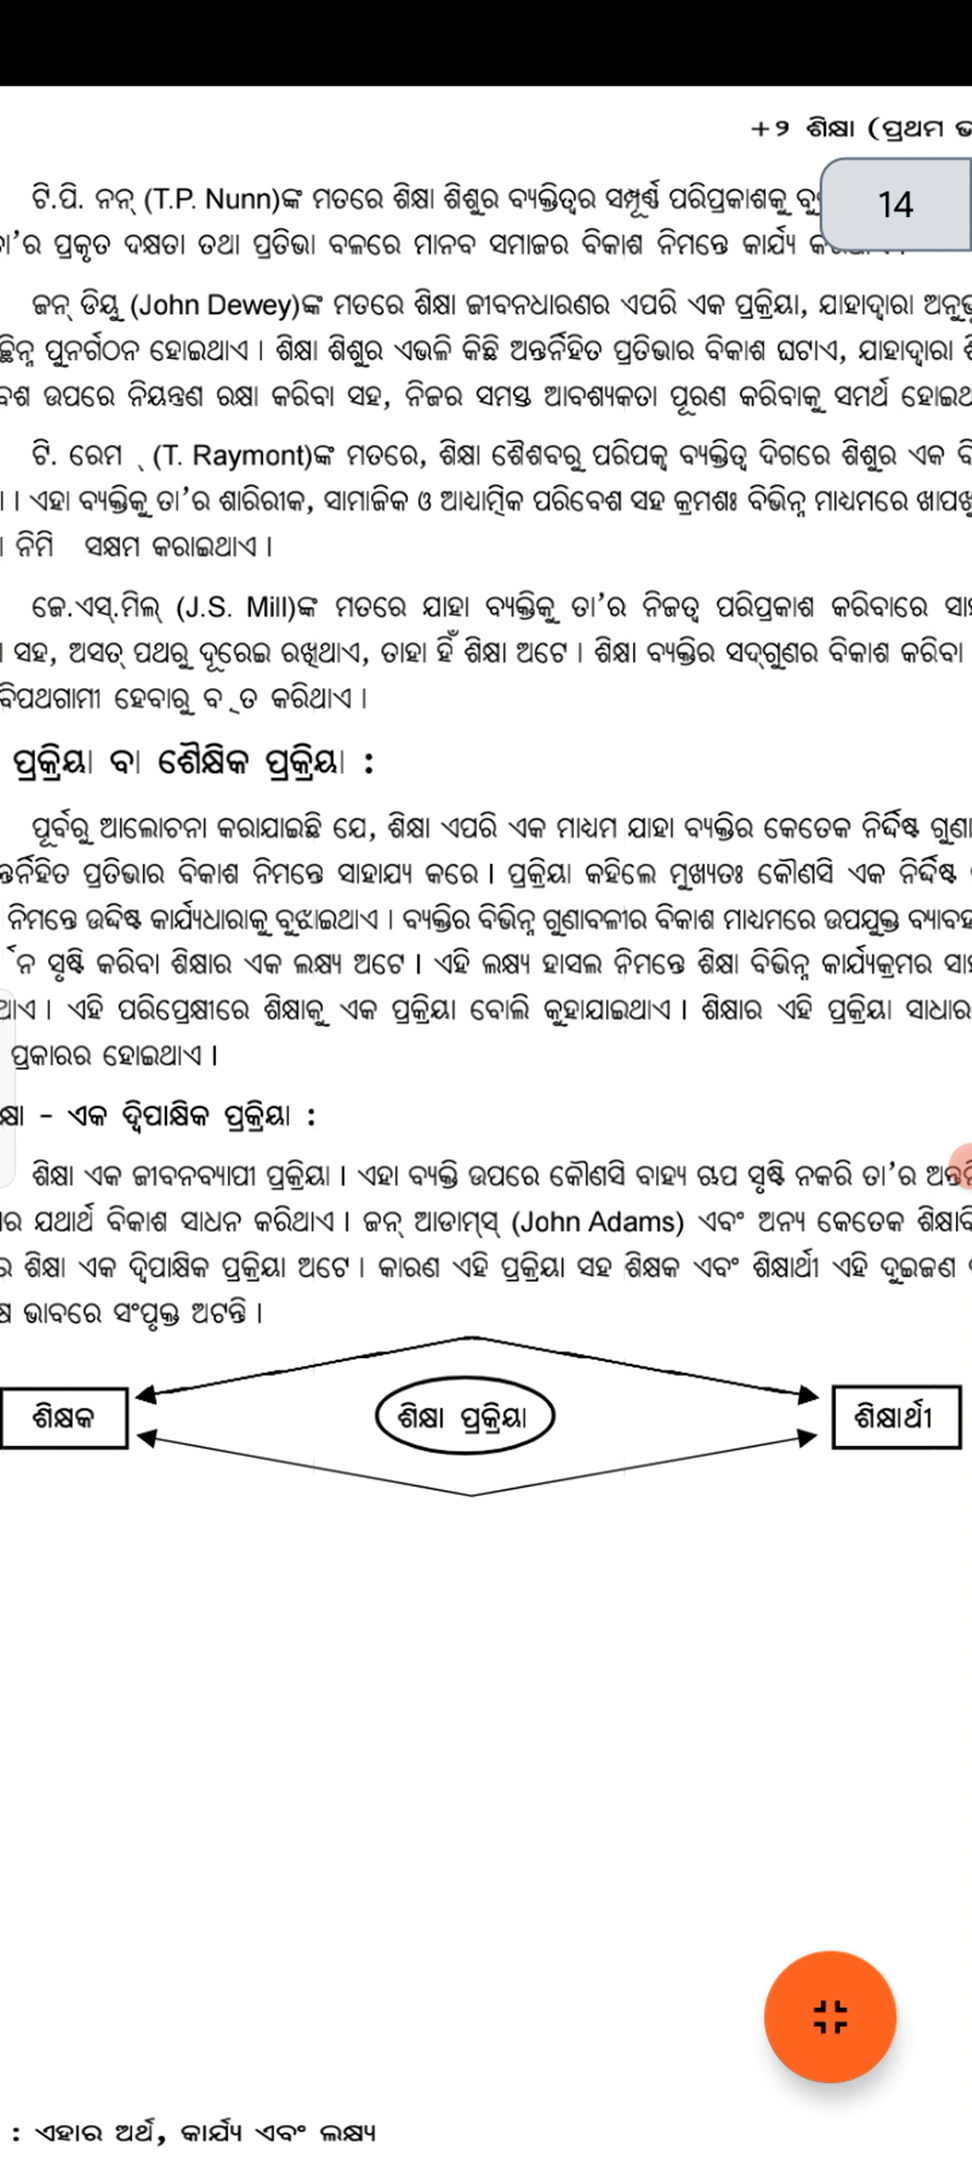 +୨ ଶିକ୍ଷା (ପ୍ରଥମ
14
ଟି.ପି. ନନ୍ (T.P. Nunn)ଙ୍କ ମତରେ ଶିକ୍ଷା ଶିଶୁର ବ୍ୟକ୍ତିତ୍ୱର ସମ୍ପୂର୍ଣ୍ଣ ପରିପ୍ରକାଶକୁ
ତା'ର ପ୍ରକୃତ ଦକ୍ଷତା ତଥା ପ୍ରତିଭା ବଳରେ ମାନବ ସମାଜର ବିକାଶ ନିମନ୍ତେ କାର୍ଯ୍ୟ
ଜନ୍ ଡିୟୁ (John Dewey)ଙ୍କ ମତରେ ଶିକ୍ଷା ଜୀବନଧାରଣର ଏପରି ଏକ ପ୍ରକ୍ରିୟା, ଯାହାଦ୍ୱାରା
ପୁନର୍ଗଠନ ହୋଇଥାଏ । ଶିକ୍ଷା ଶିଶୁର ଏଭଳି କିଛି ଅନ୍ତର୍ନିହିତ ପ୍ରତିଭାର ବିକାଶ ଘଟାଏ, ଯାହାଦ୍ୱାରା
ଉପରେ ନିୟନ୍ତ୍ରଣ ରକ୍ଷା କରିବା ସହ, ନିଜର ସମସ୍ତ ଆବଶ୍ୟକତା ପୂରଣ କରିବାକୁ ସମର୍ଥ
ଟି. ରେମ ୍ (T. Raymont)ଙ୍କ ମତରେ, ଶିକ୍ଷା ଶୈଶବରୁ ପରିପକ୍ୱ ବ୍ୟକ୍ତିତ୍ୱ ଦିଗରେ ଶିଶୁର ଏକ
। ଏହା ବ୍ୟକ୍ତିକୁ ତା'ର ଶାରିରୀକ, ସାମାଜିକ ଓ ଆଧ୍ୟାତ୍ମିକ ପରିବେଶ ସହ କ୍ରମଶଃ ବିଭିନ୍ନ ମାଧ୍ୟମରେ
ନିମି ସକ୍ଷମ କରାଇଥାଏ ।
ଜେ.ଏସ୍.ମିଲ୍ (J.S. Mill)ଙ୍କ ମତରେ ଯାହା ବ୍ୟକ୍ତିକୁ ତା'ର ନିଜତ୍ୱ ପରିପ୍ରକାଶ କରିବାରେ
ସହ, ଅସତ୍ ପଥରୁ ଦୂରେଇ ରଖିଥାଏ, ତାହା ହିଁ ଶିକ୍ଷା ଅଟେ । ଶିକ୍ଷା ବ୍ୟକ୍ତିର ସଦ୍‌ଗୁଣର ବିକାଶ କରିବା
ବିପଥଗାମୀ ହେବାରୁ ବ ୍ତ କରିଥାଏ ।
ପ୍ରକ୍ରିୟା ବା ଶୈକ୍ଷିକ ପ୍ରକ୍ରିୟା :
ପୂର୍ବରୁ ଆଲୋଚନା କରାଯାଇଛି ଯେ, ଶିକ୍ଷା ଏପରି ଏକ ମାଧ୍ୟମ ଯାହା ବ୍ୟକ୍ତିର କେତେକ ନିର୍ଦ୍ଦିଷ୍ଟ
ପ୍ରତିଭାର ବିକାଶ ନିମନ୍ତେ ସାହାଯ୍ୟ କରେ । ପ୍ରକ୍ରିୟା କହିଲେ ମୁଖ୍ୟତଃ କୌଣସି ଏକ ନିର୍ଦ୍ଦିଷ୍ଟ
ନିମନ୍ତେ ଉଦ୍ଦିଷ୍ଟ କାର୍ଯ୍ୟଧାରାକୁ ବୁଝାଇଥାଏ । ବ୍ୟକ୍ତିର ବିଭିନ୍ନ ଗୁଣାବଳୀର ବିକାଶ ମାଧ୍ୟମରେ ଉପଯୁକ୍ତ
ସୃଷ୍ଟି କରିବା ଶିକ୍ଷାର ଏକ ଲକ୍ଷ୍ୟ ଅଟେ । ଏହି ଲକ୍ଷ୍ୟ ହାସଲ ନିମନ୍ତେ ଶିକ୍ଷା ବିଭିନ୍ନ କାର୍ଯ୍ୟକ୍ରମର
ଥାଏ । ଏହି ପରିପ୍ରେକ୍ଷୀରେ ଶିକ୍ଷାକୁ ଏକ ପ୍ରକ୍ରିୟା ବୋଲି କୁହାଯାଇଥାଏ । ଶିକ୍ଷାର ଏହି ପ୍ରକ୍ରିୟା
ପ୍ରକାରର ହୋଇଥାଏ ।
କ୍ଷା - ଏକ ଦ୍ୱିପାକ୍ଷିକ ପ୍ରକ୍ରିୟା :
ଶିକ୍ଷା ଏକ ଜୀବନବ୍ୟାପୀ ପ୍ରକ୍ରିୟା । ଏହା ବ୍ୟକ୍ତି ଉପରେ କୌଣସି ବାହ୍ୟ ଋପ ସୃଷ୍ଟି ନକରି ତା'ର
ର ଯଥାର୍ଥ ବିକାଶ ସାଧନ କରିଥାଏ । ଜନ୍ ଆଡାମ୍‌ସ୍ (John Adams) ଏବଂ ଅନ୍ୟ କେତେକ
ଶିକ୍ଷା ଏକ ଦ୍ୱିପାକ୍ଷିକ ପ୍ରକ୍ରିୟା ଅଟେ । କାରଣ ଏହି ପ୍ରକ୍ରିୟା ସହ ଶିକ୍ଷକ ଏବଂ ଶିକ୍ଷାର୍ଥୀ ଏହି ଦୁଇଜଣ
ଷ ଭାବରେ ସଂପୃକ୍ତ ଅଟନ୍ତି ।
ଶିକ୍ଷକ ଶିକ୍ଷା ପ୍ରକ୍ରିୟା ଶିକ୍ଷାର୍ଥୀ
: ଏହାର ଅର୍ଥ, କାର୍ଯ୍ୟ ଏବଂ ଲକ୍ଷ୍ୟ